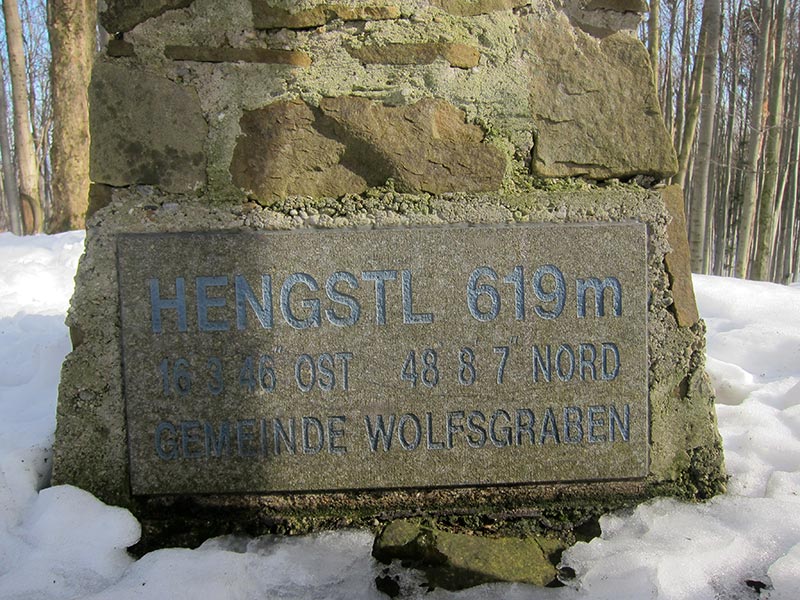 HENGSTL 619m
16 3 46" OST 48 8 7" NORD
GEMEINDE WOLFSGRABEN